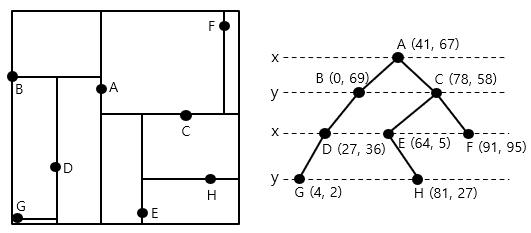 F
B
A
C
D
G
H
E
x
A (41, 67)
B (0, 69)
C (78, 58)
y
x
D (27, 36)
E (64, 5)
F (91, 95)
y
G (4, 2)
H (81, 27)